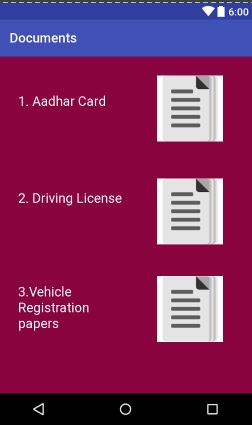 6:00
Documents
1. Aadhar Card
2. Driving License
3.Vehicle
Registration
papers